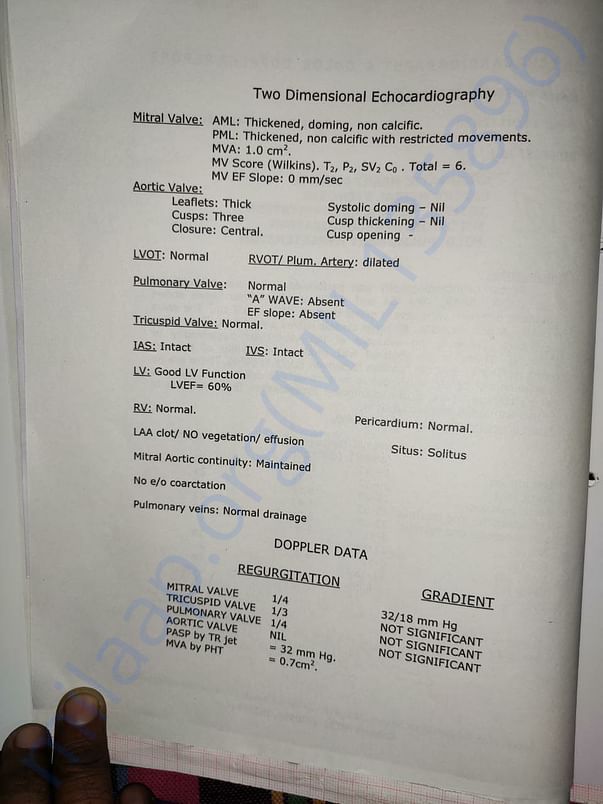 Two Dimensional Echocardiography
Mitral Valve: AML: Thickened, doming, non calcific.
PML: Thickened, non calcific with restricted movements.
MVA: 1.0 cm².
MV Score (Wilkins). T₂, P₂, SV₂ C₀ . Total = 6.
MV EF Slope: 0 mm/sec
Aortic Valve:
Leaflets: Thick Systolic doming – Nil
Cusps: Three Cusp thickening – Nil
Closure: Central. Cusp opening -
LVOT: Normal RVOT/ Plum. Artery: dilated
Pulmonary Valve: Normal
"A" WAVE: Absent
EF slope: Absent
Tricuspid Valve: Normal.
IAS: Intact IVS: Intact
LV: Good LV Function
LVEF= 60%
RV: Normal. Pericardium: Normal.
LAA clot/ NO vegetation/ effusion Situs: Solitus
Mitral Aortic continuity: Maintained
No e/o coarctation
Pulmonary veins: Normal drainage
DOPPLER DATA
REGURGITATION GRADIENT
MITRAL VALVE 1/4 32/18 mm Hg
TRICUSPID VALVE 1/3 NOT SIGNIFICANT
PULMONARY VALVE 1/4 NOT SIGNIFICANT
AORTIC VALVE NIL NOT SIGNIFICANT
PASP by TR jet = 32 mm Hg.
MVA by PHT = 0.7cm².
milaap.org(MIL135896)